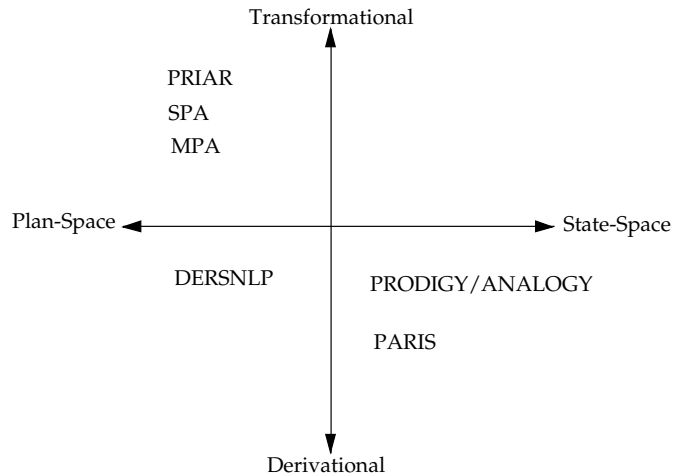 Transformational
PRIAR
SPA
MPA
Plan-Space
State-Space
DERSNLP
PRODIGY/ANALOGY
PARIS
Derivational